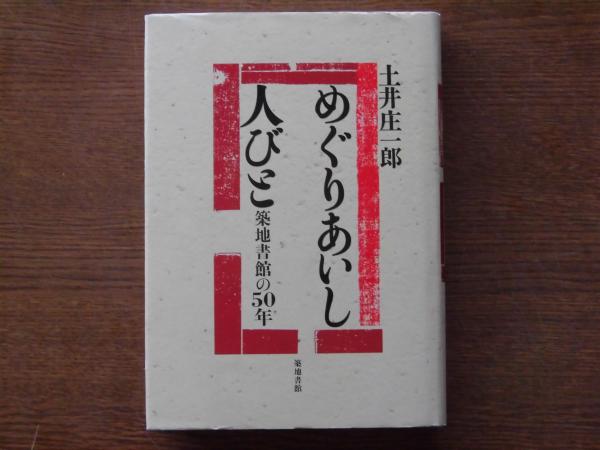 土井庄一郎
めぐりあいし
人びと
築地書館の50年
築地書館